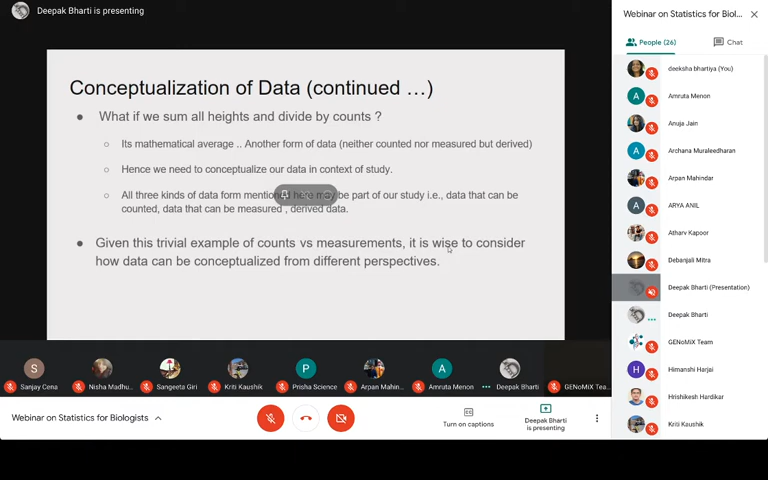 Deepak Bharti is presenting
Conceptualization of Data (continued …)
● What if we sum all heights and divide by counts ?
○ Its mathematical average .. Another form of data (neither counted nor measured but derived)
○ Hence we need to conceptualize our data in context of study.
○ All three kinds of data form mentioned here may be part of our study i.e., data that can be
counted, data that can be measured , derived data.
● Given this trivial example of counts vs measurements, it is wise to consider
how data can be conceptualized from different perspectives.
S
P
A
Sanjay Cena
Nisha Madhu...
Sangeeta Giri
Kriti Kaushik
Prisha Science
Arpan Mahin...
Amruta Menon
Deepak Bharti
GENoMiX Tea...
Webinar on Statistics for Biologists
Turn on captions
Deepak Bharti
is presenting
Webinar on Statistics for Biol...
People (26)
Chat
deeksha bhartiya (You)
A Amruta Menon
Anuja Jain
A Archana Muraleedharan
Arpan Mahindar
A ARYA ANIL
Atharv Kapoor
Debanjali Mitra
Deepak Bharti (Presentation)
Deepak Bharti
GENoMiX Team
H Himanshi Harjai
Hrishikesh Hardikar
Kriti Kaushik